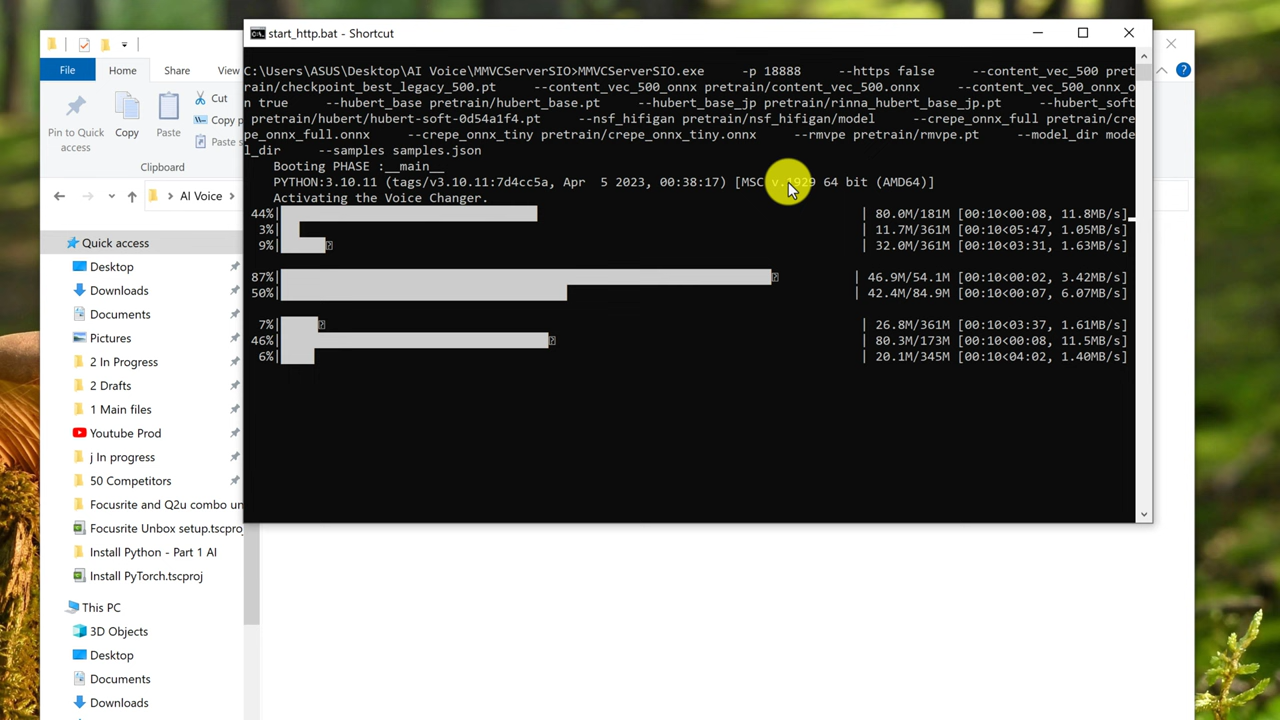 start_http.bat - Shortcut
File
Home
Share
View
Pin to Quick access
Copy
Paste
Cut
Copy p
Paste
Clipboard
AI Voice
C:\Users\ASUS\Desktop\AI Voice\MMVCServerSIO>MMVCServerSIO.exe -p 18888 --https false --content_vec_500 pret
rain/checkpoint_best_legacy_500.pt --content_vec_500_onnx pretrain/content_vec_500.onnx --content_vec_500_onnx_o
n true --hubert_base pretrain/hubert_base.pt --hubert_base_jp pretrain/rinna_hubert_base_jp.pt --hubert_soft
pretrain/hubert/hubert-soft-0d54a1f4.pt --nsf_hifigan pretrain/nsf_hifigan/model --crepe_onnx_full pretrain/cre
pe_onnx_full.onnx --crepe_onnx_tiny pretrain/crepe_onnx_tiny.onnx --rmvpe pretrain/rmvpe.pt --model_dir mode
l_dir --samples samples.json
Booting PHASE :__main__
PYTHON:3.10.11 (tags/v3.10.11:7d4cc5a, Apr 5 2023, 00:38:17) [MSC v.1929 64 bit (AMD64)]
Activating the Voice Changer.
44%| | 80.0M/181M [00:10<00:08, 11.8MB/s]
3%| | 11.7M/361M [00:10<05:47, 1.05MB/s]
9%| | 32.0M/361M [00:10<03:31, 1.63MB/s]
87%| | 46.9M/54.1M [00:10<00:02, 3.42MB/s]
50%| | 42.4M/84.9M [00:10<00:07, 6.07MB/s]
7%| | 26.8M/361M [00:10<03:37, 1.61MB/s]
46%| | 80.3M/173M [00:10<00:08, 11.5MB/s]
6%| | 20.1M/345M [00:10<04:02, 1.40MB/s]
Quick access
Desktop
Downloads
Documents
Pictures
2 In Progress
2 Drafts
1 Main files
Youtube Prod
j In progress
50 Competitors
Focusrite and Q2u combo un
Focusrite Unbox setup.tscproj
Install Python - Part 1 AI
Install PyTorch.tscproj
This PC
3D Objects
Desktop
Documents
Downloads